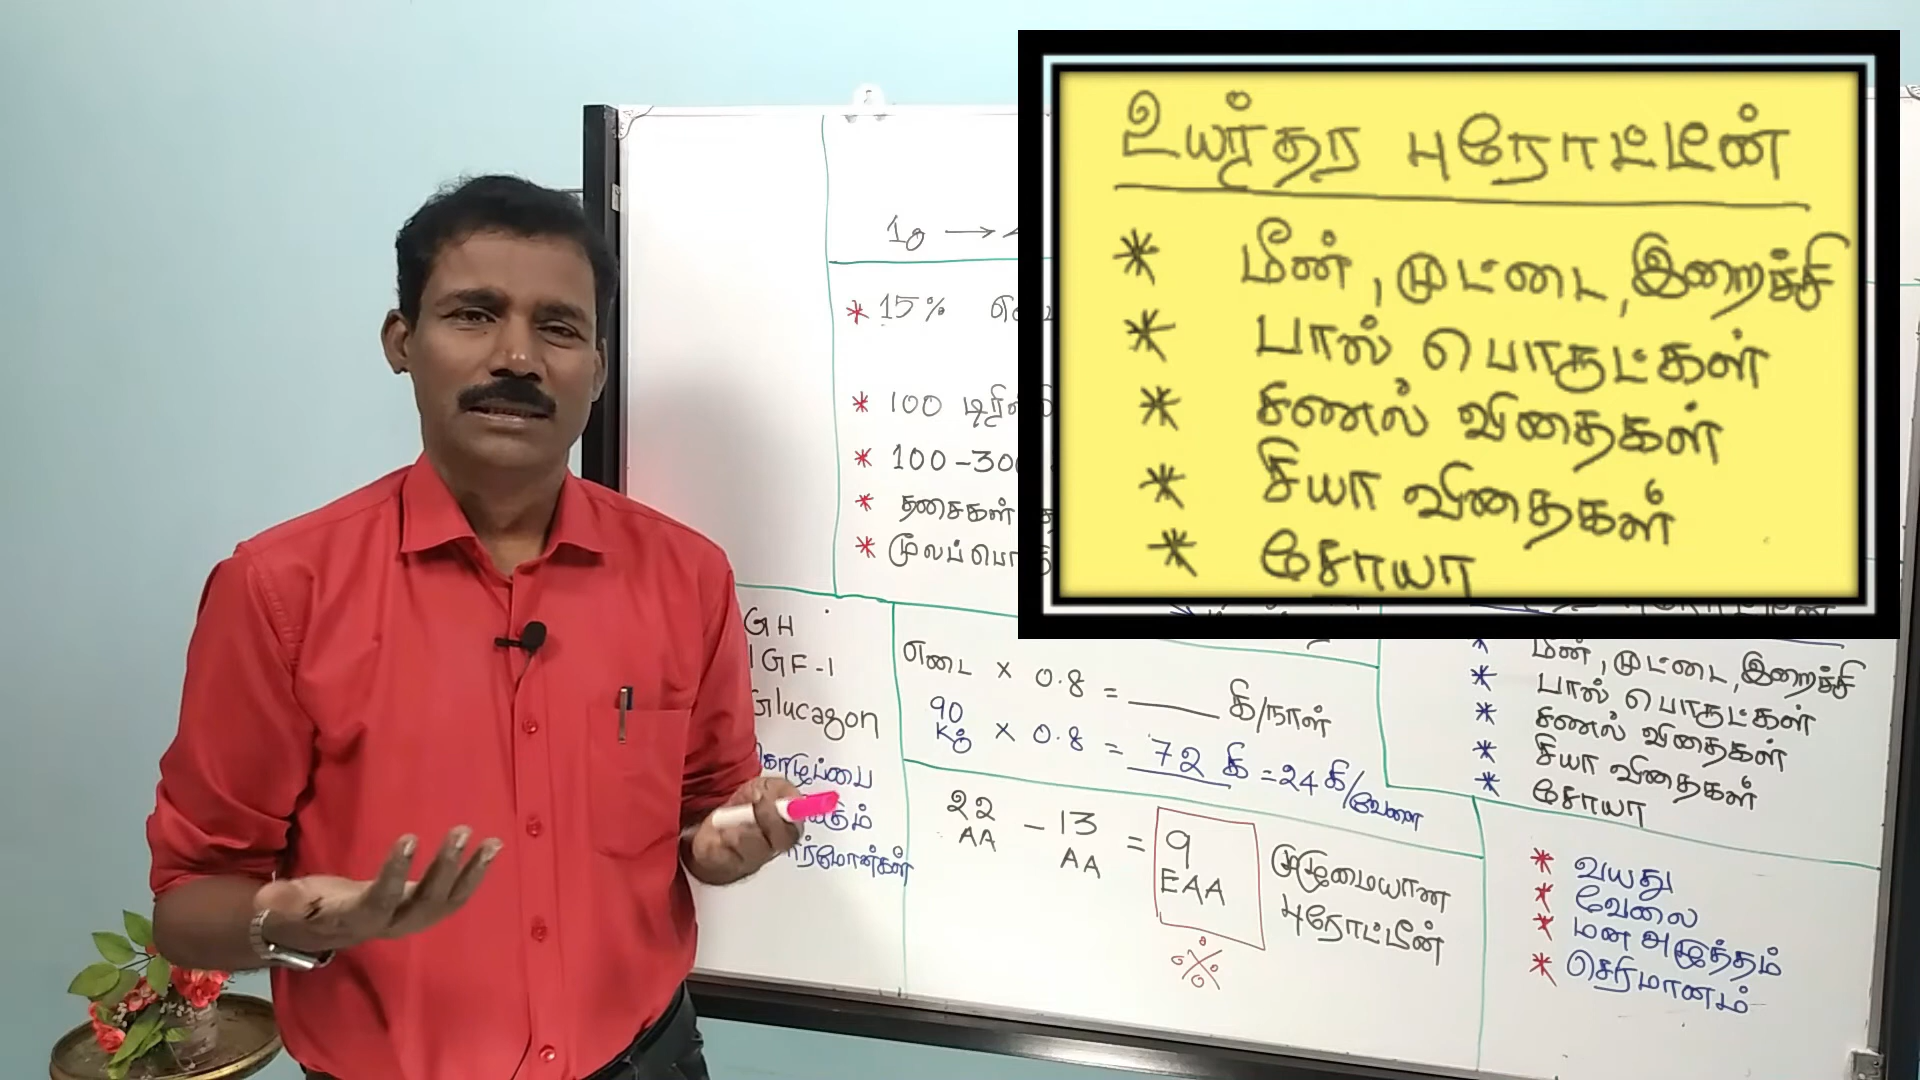 உயர்தர புரோட்டீன்
* மீன், முட்டை, இறைச்சி
* பால் பொருட்கள்
* சணல் விதைகள்
* சியா விதைகள்
* சோயா
1g →
* 15%
* 100
* 100-300
* தசைகள்
GH
IGF-1
Glucagon
எடை x 0.8 = ____ கி/நாள்
90 kg x 0.8 = 72 கி = 24 கி/வேளை
22 AA - 13 AA = 9 EAA
முழுமையான
புரோட்டீன்
மீன், முட்டை, இறைச்சி
* பால் பொருட்கள்
* சணல் விதைகள்
* சியா விதைகள்
* சோயா
* வயது
* வேலை
* மன அழுத்தம்
* செரிமானம்